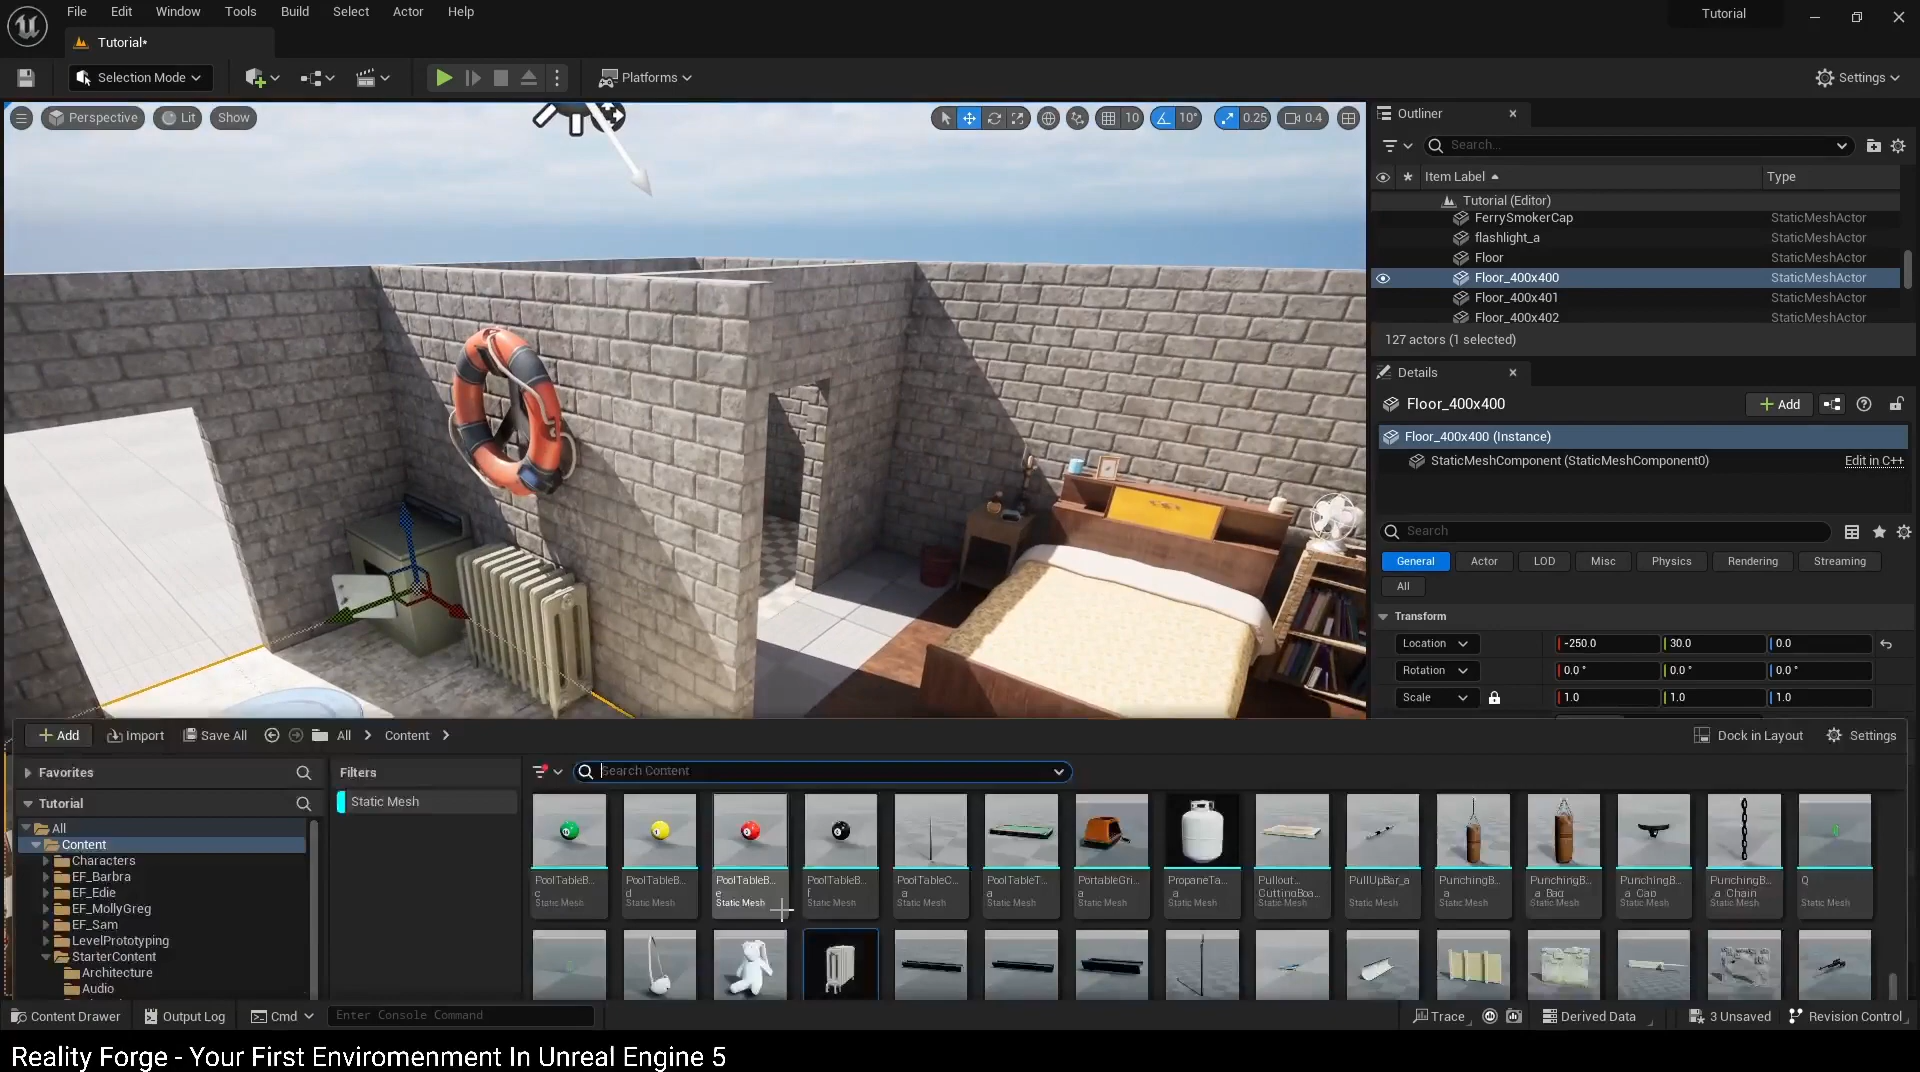 File Edit Window Tools Build Select Actor Help
Tutorial
Tutorial*
Selection Mode
Platforms
Settings
Perspective
Lit
Show
10
10°
0.25
0.4
Outliner
Search...
Item Label
Type
Tutorial (Editor)
FerrySmokerCap StaticMeshActor
flashlight_a StaticMeshActor
Floor StaticMeshActor
Floor_400x400 StaticMeshActor
Floor_400x401 StaticMeshActor
Floor_400x402 StaticMeshActor
127 actors (1 selected)
Details
Floor_400x400
Add
Floor_400x400 (Instance)
StaticMeshComponent (StaticMeshComponent0)
Edit in C++
Search
General Actor LOD Misc Physics Rendering Streaming
All
Transform
Location -250.0 30.0 0.0
Rotation 0.0° 0.0° 0.0°
Scale 1.0 1.0 1.0
Add Import Save All All Content
Dock in Layout Settings
Favorites
Filters
Search Content
Static Mesh
Tutorial
All
Content
Characters
EF_Barbra
EF_Edie
EF_MollyGreg
EF_Sam
LevelPrototyping
StarterContent
Architecture
Audio
PoolTableB... PoolTableB... PoolTableB... PoolTableB... PoolTableC... PoolTableT... PortableGri... PropaneTa... Pullout_ PullUpBar_a PunchingB... PunchingB... PunchingB... PunchingB... Q
c d e f a a a a CuttingBoa... a a_Bag a_Cap a_Chain
Static Mesh Static Mesh Static Mesh Static Mesh Static Mesh Static Mesh Static Mesh Static Mesh Static Mesh Static Mesh Static Mesh Static Mesh Static Mesh Static Mesh Static Mesh
Content Drawer Output Log Cmd Enter Console Command
Trace Derived Data 3 Unsaved Revision Control
Reality Forge - Your First Enviromenment In Unreal Engine 5